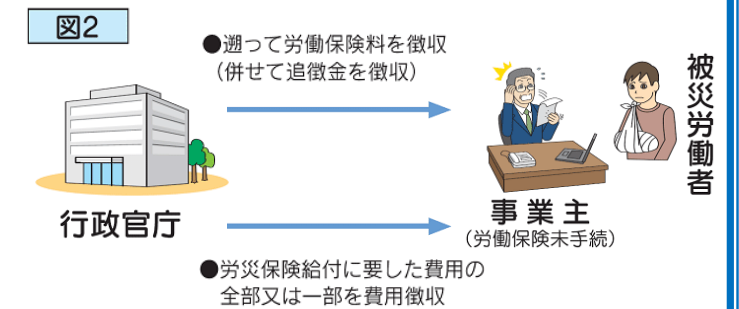 図2
●遡って労働保険料を徴収
（併せて追徴金を徴収）
行政官庁
事業主
（労働保険未手続）
被災労働者
●労災保険給付に要した費用の
全部又は一部を費用徴収